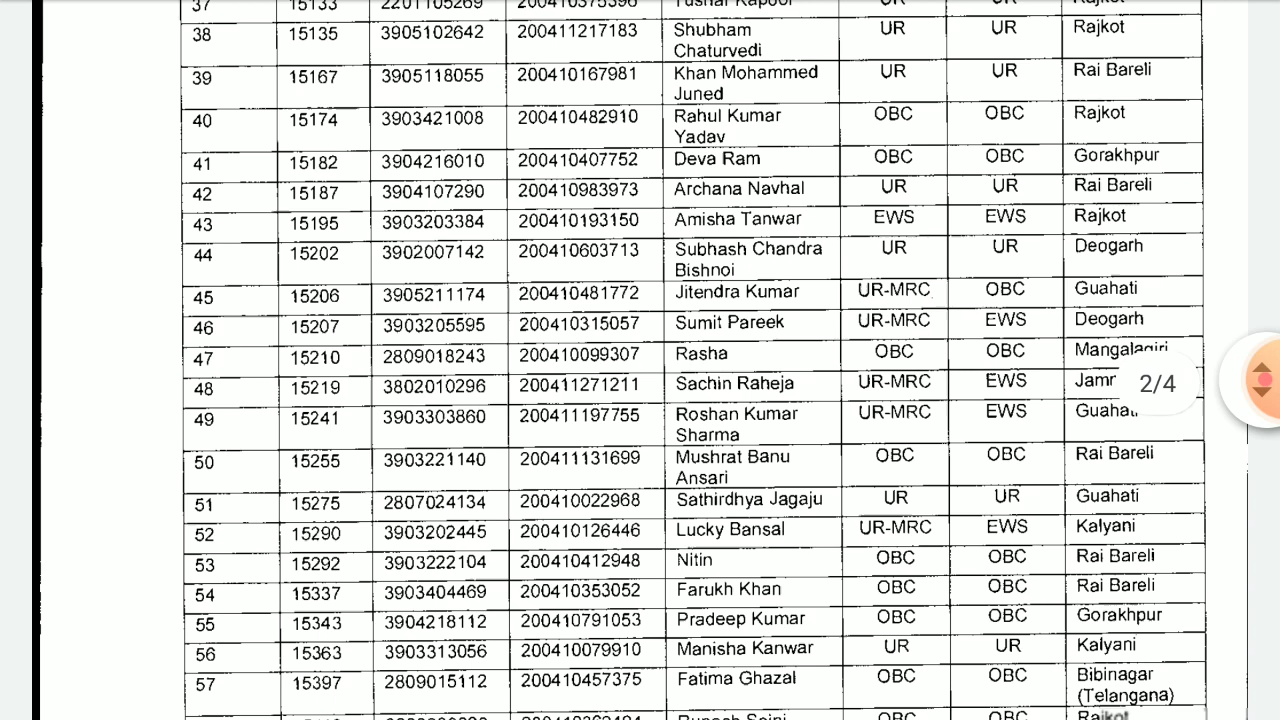 37 15133 2201105269 200410375396 Tushar Kapoor UR UR Rajkot
38 15135 3905102642 200411217183 Shubham UR UR Rajkot
Chaturvedi
39 15167 3905118055 200410167981 Khan Mohammed UR UR Rai Bareli
Juned
40 15174 3903421008 200410482910 Rahul Kumar OBC OBC Rajkot
Yadav
41 15182 3904216010 200410407752 Deva Ram OBC OBC Gorakhpur
42 15187 3904107290 200410983973 Archana Navhal UR UR Rai Bareli
43 15195 3903203384 200410193150 Amisha Tanwar EWS EWS Rajkot
44 15202 3902007142 200410603713 Subhash Chandra UR UR Deogarh
Bishnoi
45 15206 3905211174 200410481772 Jitendra Kumar UR-MRC OBC Guahati
46 15207 3903205595 200410315057 Sumit Pareek UR-MRC EWS Deogarh
47 15210 2809018243 200410099307 Rasha OBC OBC Mangalagiri
48 15219 3802010296 200411271211 Sachin Raheja UR-MRC EWS
2/4
49 15241 3903303860 200411197755 Roshan Kumar UR-MRC EWS Guahati
Sharma
50 15255 3903221140 200411131699 Mushrat Banu OBC OBC Rai Bareli
Ansari
51 15275 2807024134 200410022968 Sathirdhya Jagaju UR UR Guahati
52 15290 3903202445 200410126446 Lucky Bansal UR-MRC EWS Kalyani
53 15292 3903222104 200410412948 Nitin OBC OBC Rai Bareli
54 15337 3903404469 200410353052 Farukh Khan OBC OBC Rai Bareli
55 15343 3904218112 200410791053 Pradeep Kumar OBC OBC Gorakhpur
56 15363 3903313056 200410079910 Manisha Kanwar UR UR Kalyani
57 15397 2809015112 200410457375 Fatima Ghazal OBC OBC Bibinagar
(Telangana)
OBC OBC Rajkot